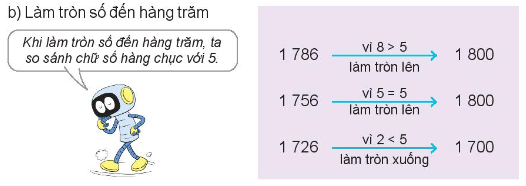 b) Làm tròn số đến hàng trăm
Khi làm tròn số đến hàng trăm, ta
so sánh chữ số hàng chục với 5.
vì 8 > 5
1 786 1 800
làm tròn lên
vì 5 = 5
1 756 1 800
làm tròn lên
vì 2 < 5
1 726 1 700
làm tròn xuống